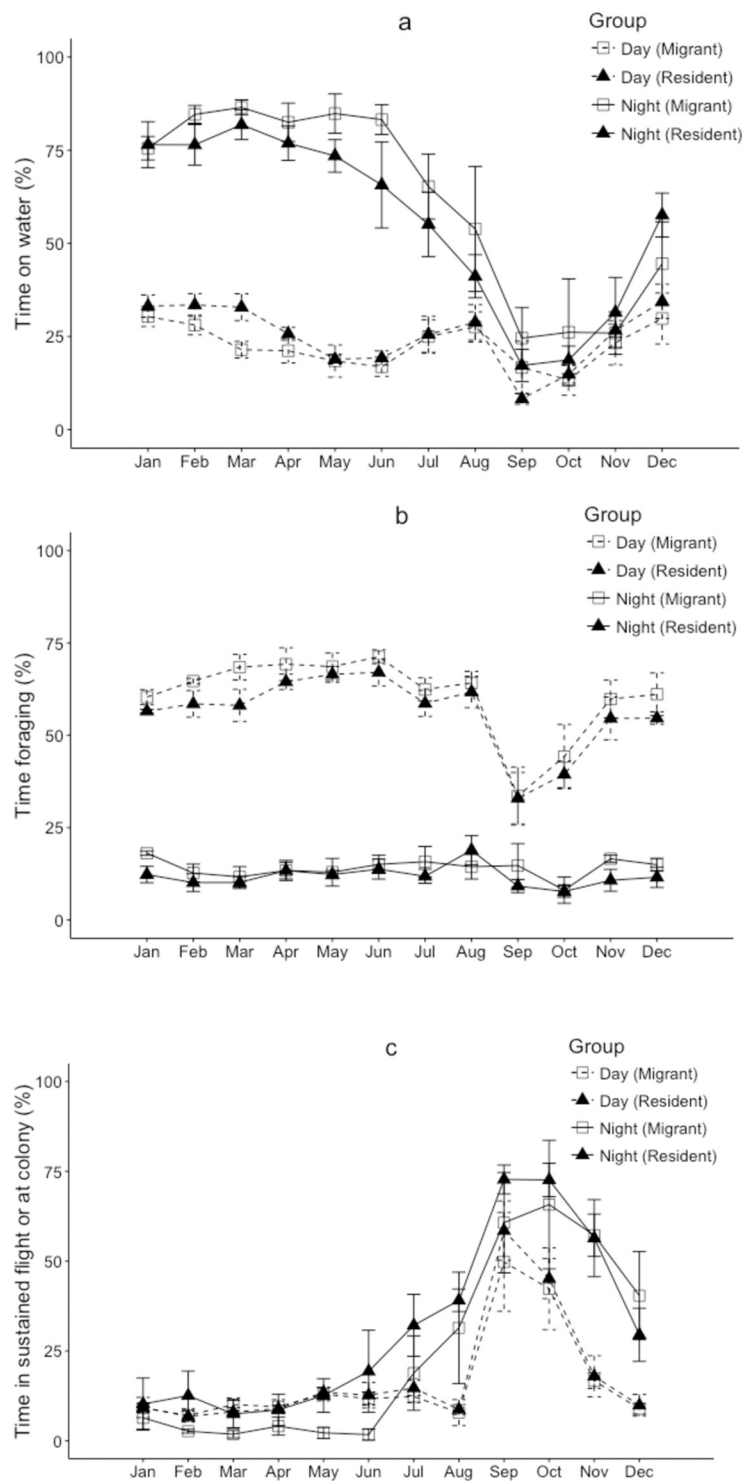 a
Group
Day (Migrant)
Day (Resident)
Night (Migrant)
Night (Resident)
Time on water (%)
100
75
50
25
0
Jan Feb Mar Apr May Jun Jul Aug Sep Oct Nov Dec
b
Group
Day (Migrant)
Day (Resident)
Night (Migrant)
Night (Resident)
Time foraging (%)
100
75
50
25
0
Jan Feb Mar Apr May Jun Jul Aug Sep Oct Nov Dec
c
Group
Day (Migrant)
Day (Resident)
Night (Migrant)
Night (Resident)
Time in sustained flight or at colony (%)
100
75
50
25
0
Jan Feb Mar Apr May Jun Jul Aug Sep Oct Nov Dec